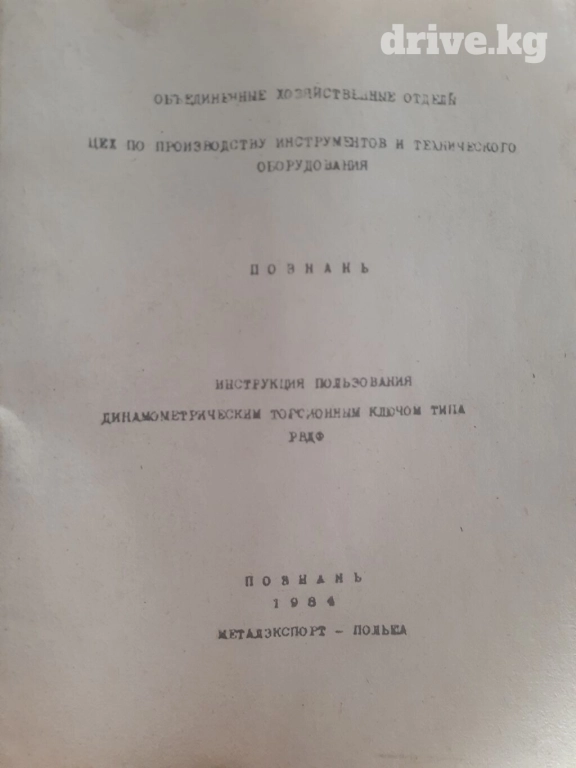 drive.kg
ОБЪЕДИНЕННЫЕ ХОЗЯЙСТВЕННЫЕ ОТДЕЛЫ
ЦЕХ ПО ПРОИЗВОДСТВУ ИНСТРУМЕНТОВ И ТЕХНИЧЕСКОГО
ОБОРУДОВАНИЯ
ПОЗНАНЬ
ИНСТРУКЦИЯ ПОЛЬЗОВАНИЯ
ДИНАМОМЕТРИЧЕСКИМ ТОРСИОННЫМ КЛЮЧОМ ТИПА
РВДФ
ПОЗНАНЬ
1984
МЕТАЛЭКСПОРТ - ПОЛЬША